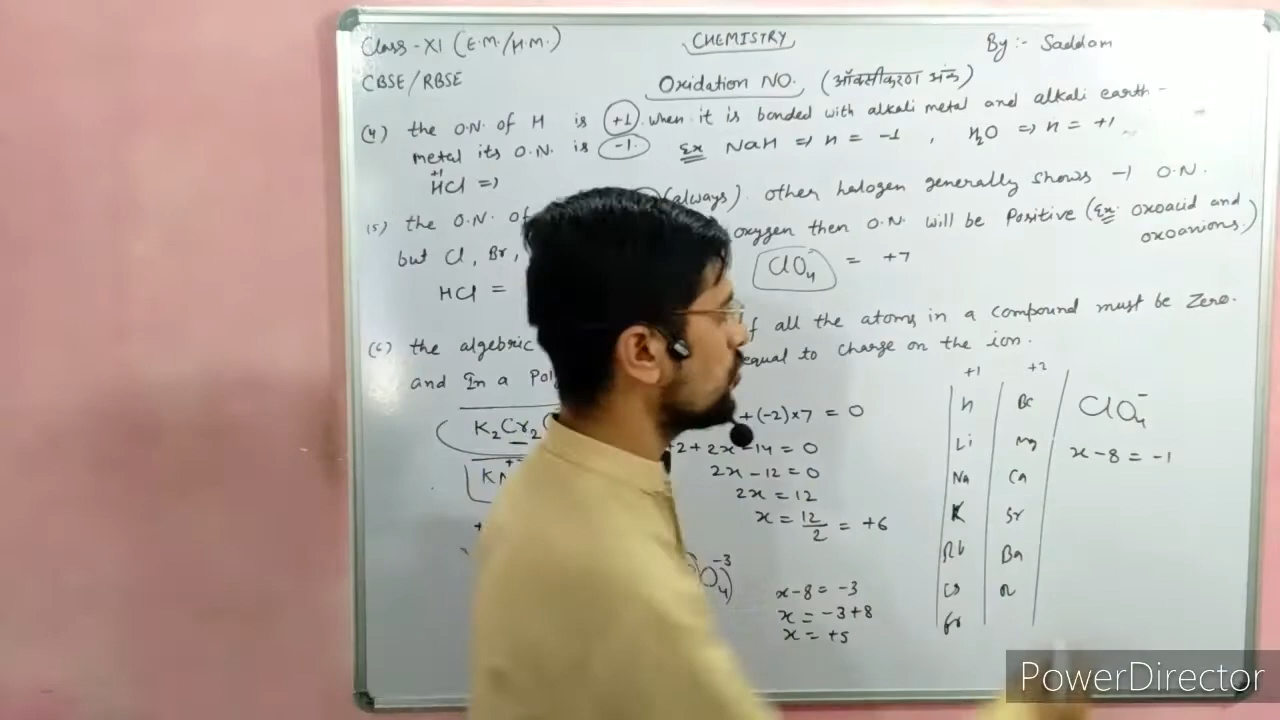 Class - XI (E.M./H.M.)
CHEMISTRY
By :- Saddam
CBSE/RBSE
Oxidation NO. (ऑक्सीकरण अंक)
(4) the O.N. of H is +1 when it is bonded with alkali metal and alkali earth -
metal its O.N. is -1. Ex NaH => H = -1 , H2O => H = +1
+1
HCl =>
(5) the O.N. of (always). other halogen generally shows -1 O.N.
but Cl, Br, oxygen then O.N. will be Positive (Ex: oxoacid and
oxoanions.)
HCl = ClO4- = +7
(6) the algebric f all the atoms in a compound must be Zero.
and In a Pol equal to charge on the ion.
K2Cr2 +(-2)×7 = 0
+2+2x-14 = 0
2x-12 = 0
2x = 12
x = 12/2 = +6
O4)-3
x-8 = -3
x = -3+8
x = +5
+1 +2
H Be
Li Mg
Na Ca
K Sr
Rb Ba
Cs R
Fr
ClO4-
x-8 = -1
PowerDirector